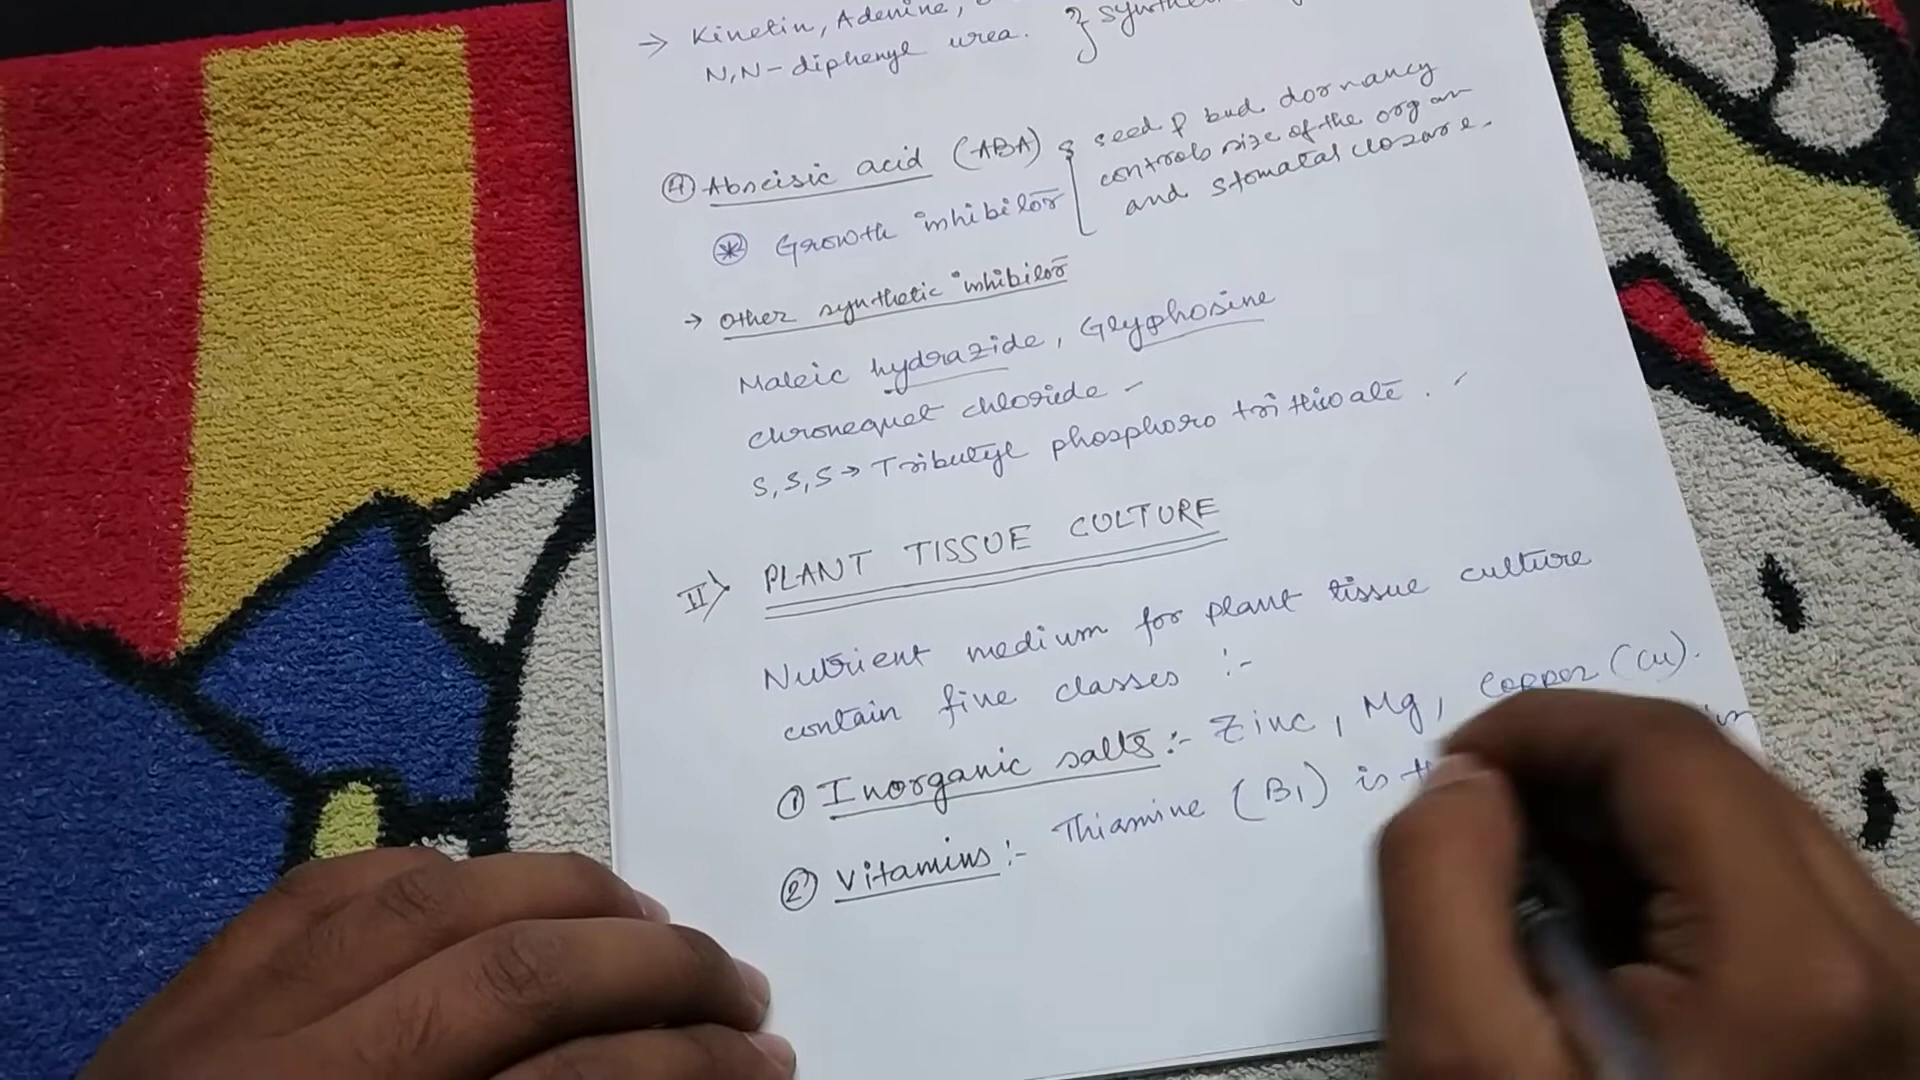 → Kinetin, Adenine,
N,N-diphenyl urea.
④ Abscisic acid (ABA) seed & bud dormancy
controls size of the organ
and stomatal closare.
⊛ Growth inhibitor
→ other synthetic inhibitor
Maleic hydrazide, Glyphosine
chronequet chloride -
S,S,S → Tributyl phosphoro trithioate.
II) PLANT TISSUE CULTURE
Nutrient medium for plant tissue culture
contain five classes :-
① Inorganic salts :- Zinc, Mg, Copper (Cu).
② Vitamins :- Thiamine (B1) is